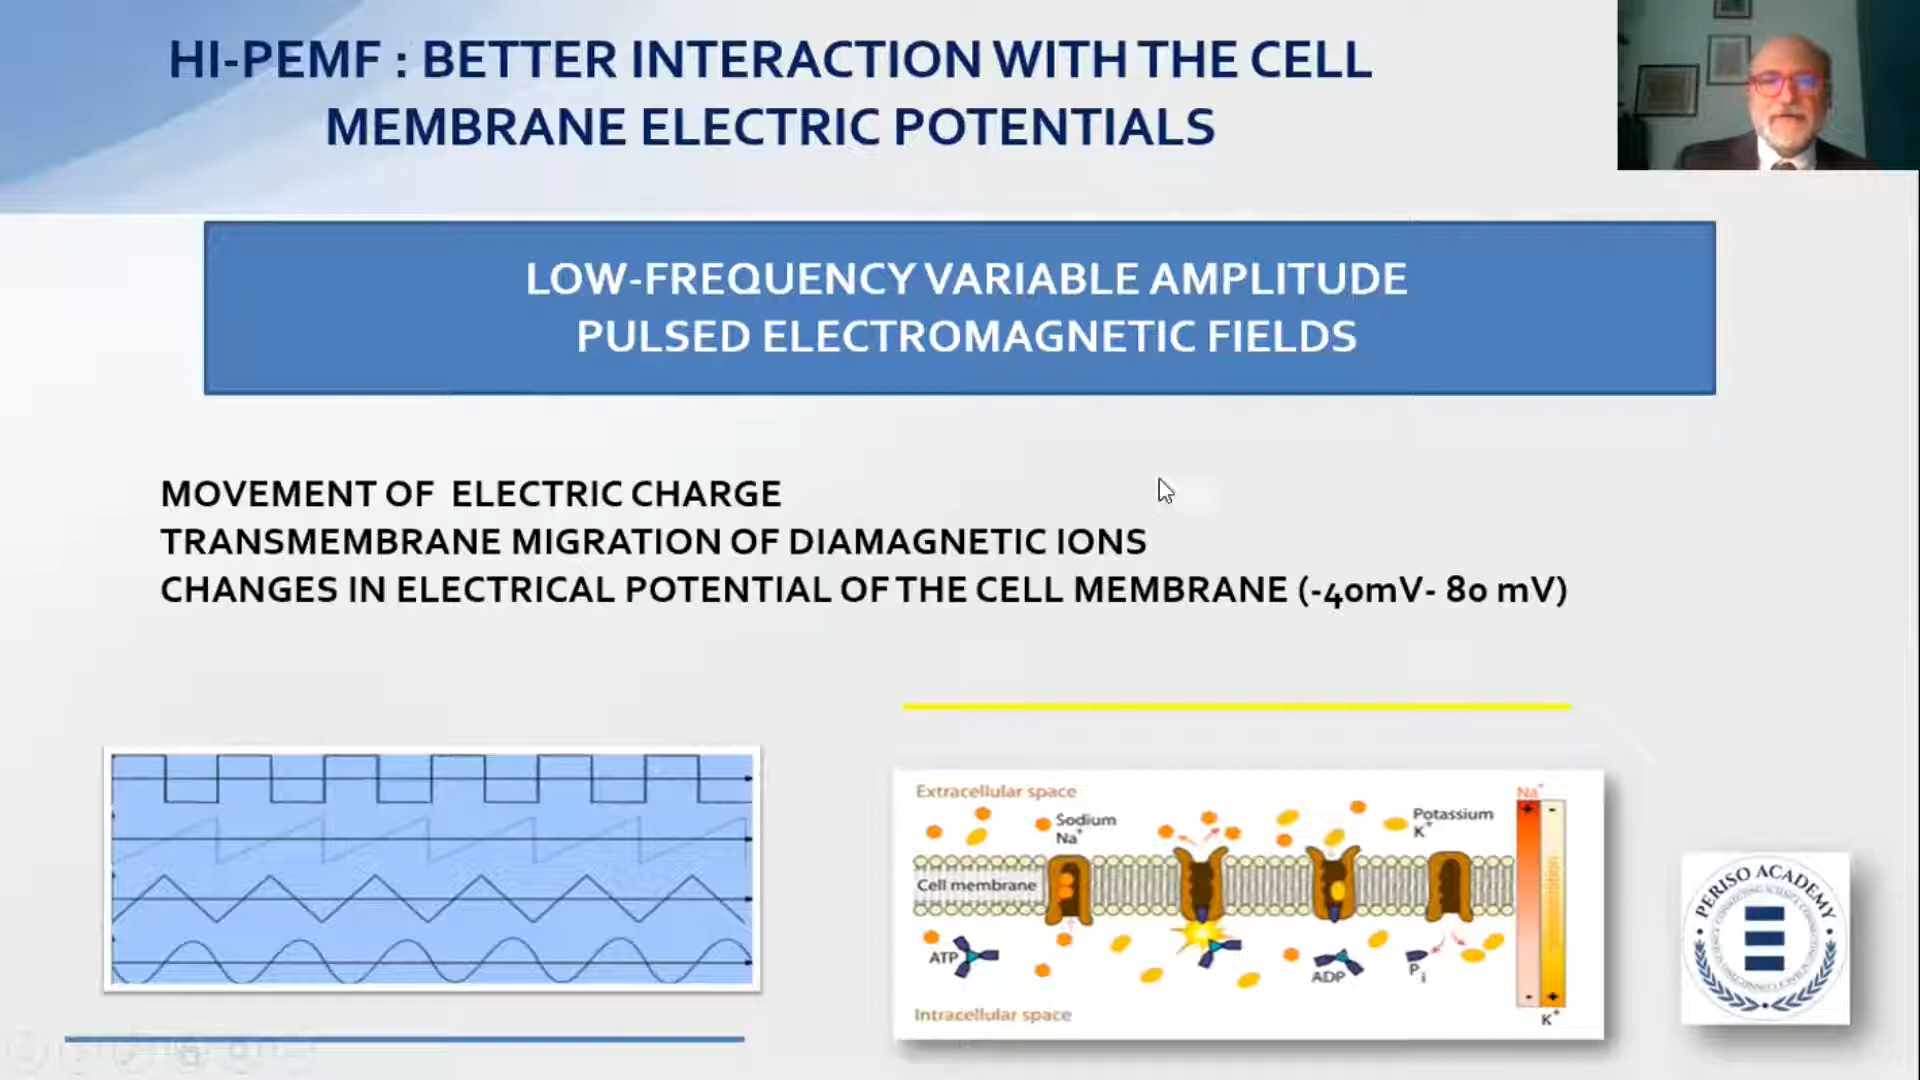 HI-PEMF : BETTER INTERACTION WITH THE CELL
MEMBRANE ELECTRIC POTENTIALS
LOW-FREQUENCY VARIABLE AMPLITUDE
PULSED ELECTROMAGNETIC FIELDS
MOVEMENT OF ELECTRIC CHARGE
TRANSMEMBRANE MIGRATION OF DIAMAGNETIC IONS
CHANGES IN ELECTRICAL POTENTIAL OF THE CELL MEMBRANE (-40mV- 80 mV)
Extracellular space
Sodium
Na+
Potassium
K+
Na+
+ -
Cell membrane
ATP
ADP
Pi
- +
K+
Intracellular space
PERISO ACADEMY